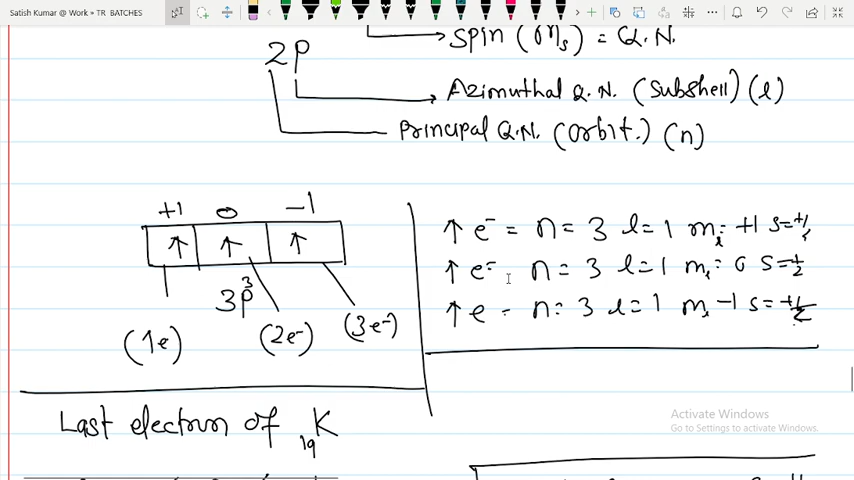 Satish Kumar @ Work » TR BATCHES
→ Spin (ms) = Q.N.
2p
→ Azimuthal Q.N. (Subshell) (l)
Principal Q.N. (Orbit.) (n)
+1 0 -1
↑ ↑ ↑
3p³
(1e) (2e⁻) (3e⁻)
↑ e⁻ = n = 3 l = 1 ml = +1 s = +1/2
↑ e⁻ n = 3 l = 1 ml = 0 s = +1/2
↑ e - n = 3 l = 1 ml -1 s = +1/2
Last electron of ₁₉K
Activate Windows
Go to Settings to activate Windows.